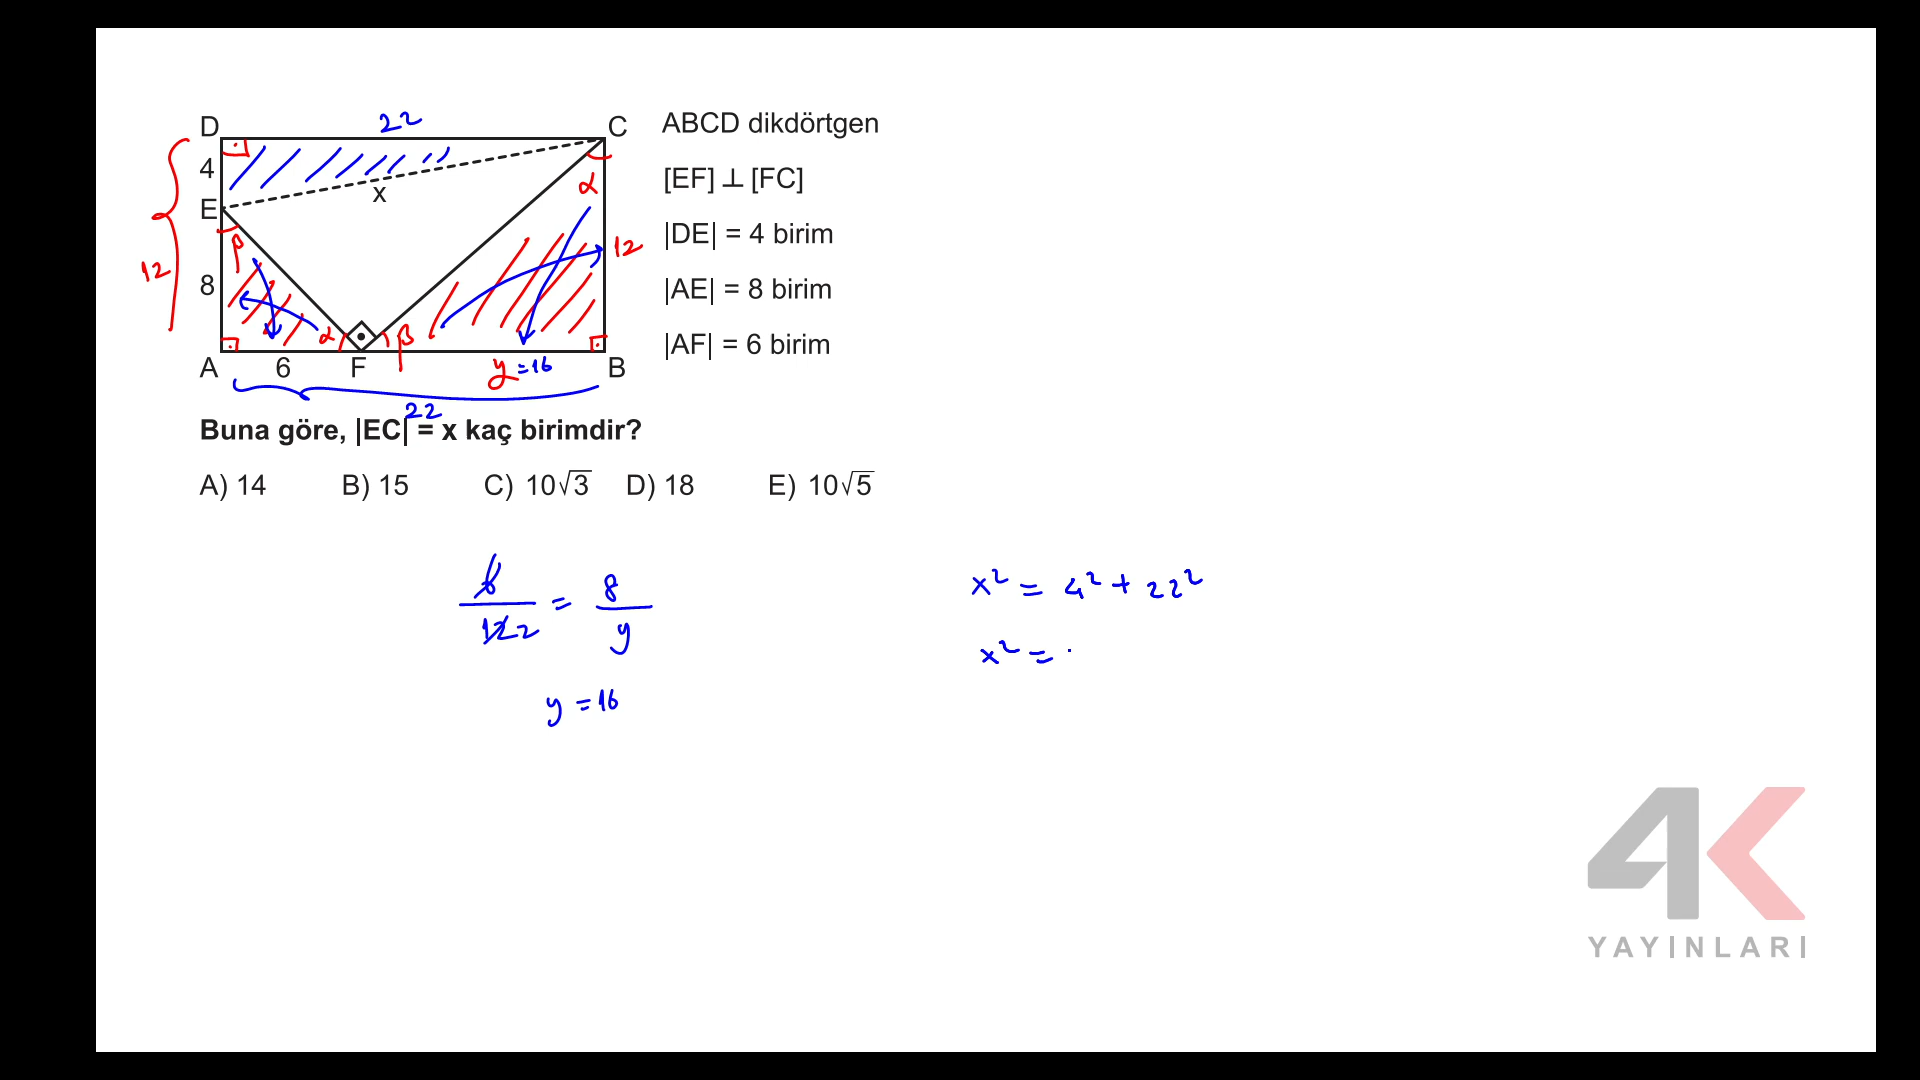 22
D
C
ABCD dikdörtgen
4
x
α
[EF] ⊥ [FC]
E
β
12
|DE| = 4 birim
12
8
|AE| = 8 birim
α
β
|AF| = 6 birim
A
6
F
y = 16
B
22
Buna göre, |EC| = x kaç birimdir?
A) 14 B) 15 C) 10√3 D) 18 E) 10√5
6/12 2 = 8/y
x² = 4² + 22²
x² =
y = 16
4K
YAYINLARI